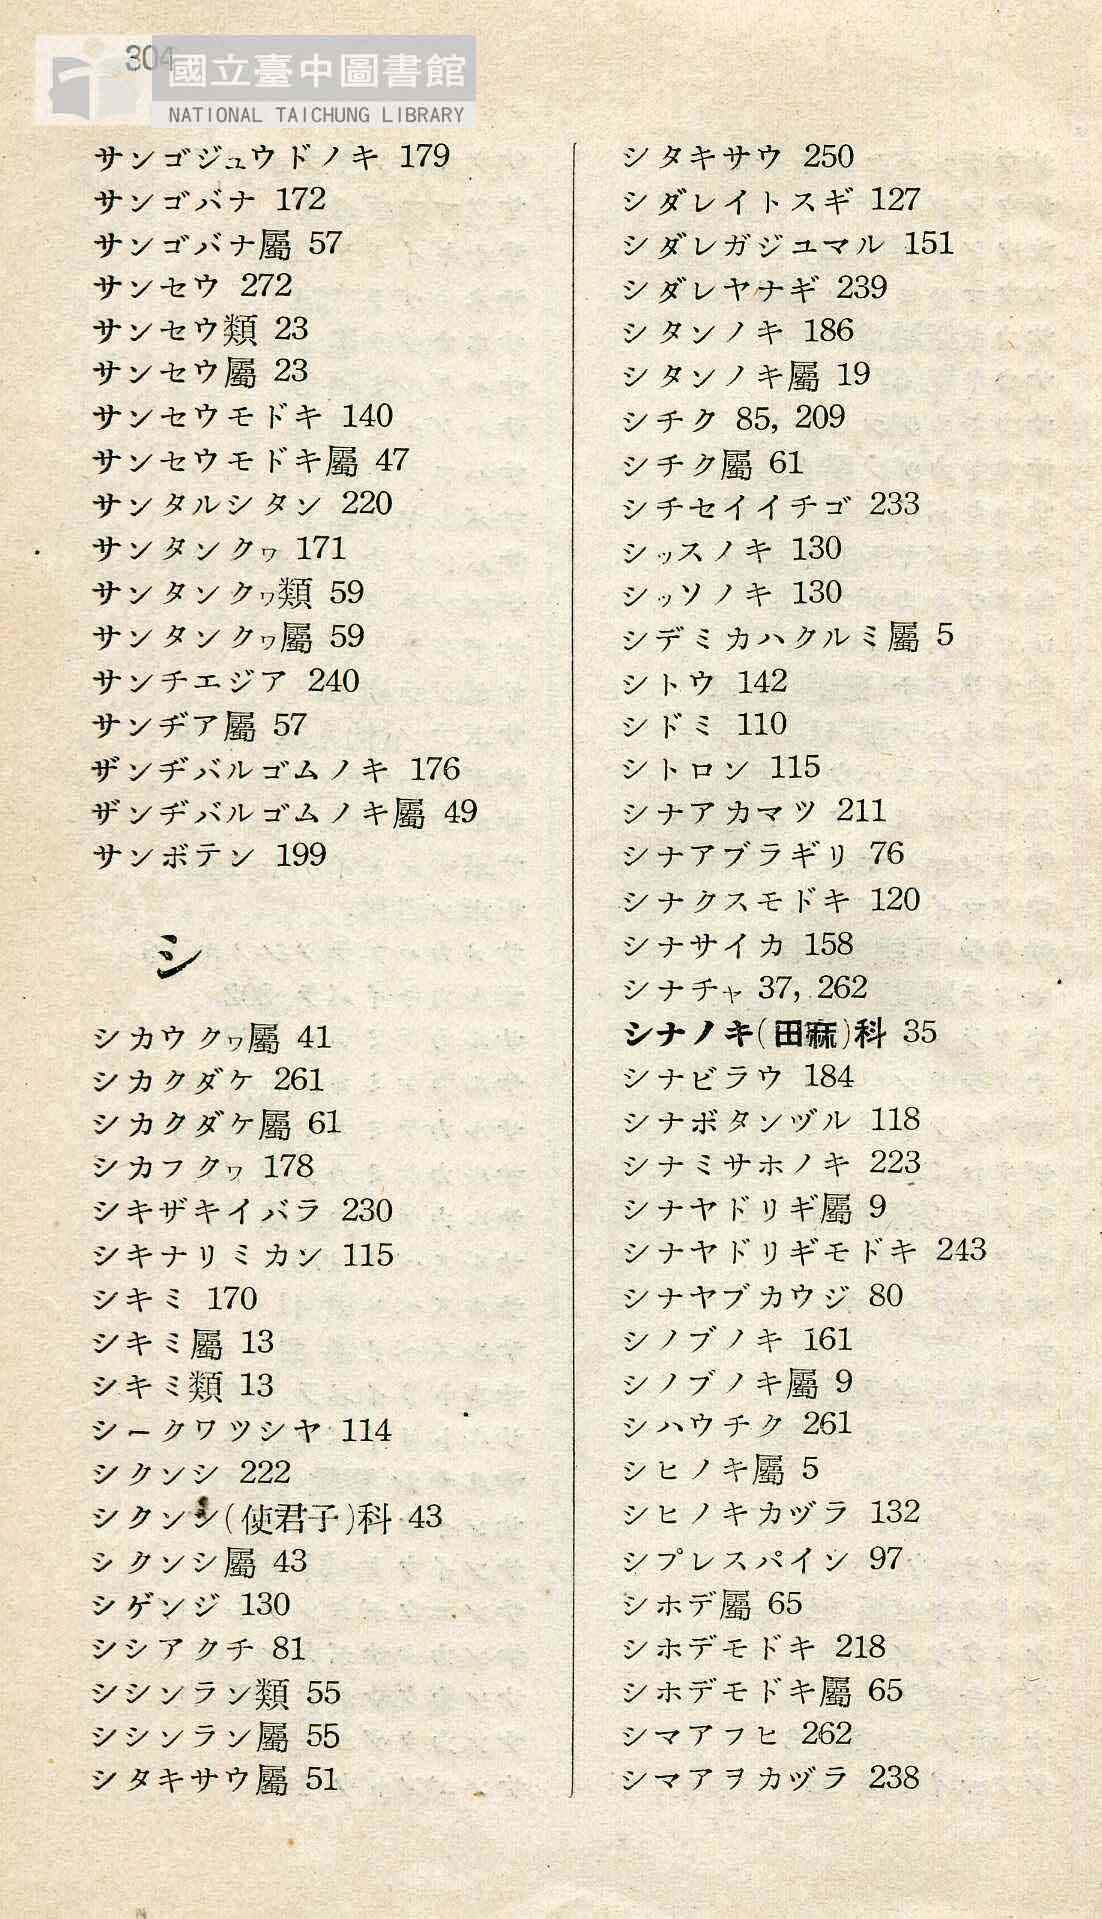 304
國立臺中圖書館
NATIONAL TAICHUNG LIBRARY
サンゴジュウドノキ 179
サンゴバナ 172
サンゴバナ屬 57
サンセウ 272
サンセウ類 23
サンセウ屬 23
サンセウモドキ 140
サンセウモドキ屬 47
サンタルシタン 220
サンタンクヮ 171
サンタンクヮ類 59
サンタンクヮ屬 59
サンチエジア 240
サンヂア屬 57
ザンヂバルゴムノキ 176
ザンヂバルゴムノキ屬 49
サンボテン 199
シ
シカウクヮ屬 41
シカクダケ 261
シカクダケ屬 61
シカフクヮ 178
シキザキイバラ 230
シキナリミカン 115
シキミ 170
シキミ屬 13
シキミ類 13
シークワツシヤ 114
シクンシ 222
シクンシ(使君子)科 43
シクンシ屬 43
シゲンジ 130
シシアクチ 81
シシンラン類 55
シシンラン屬 55
シタキサウ屬 51
シタキサウ 250
シダレイトスギ 127
シダレガジユマル 151
シダレヤナギ 239
シタンノキ 186
シタンノキ屬 19
シチク 85, 209
シチク屬 61
シチセイイチゴ 233
シッスノキ 130
シッソノキ 130
シデミカハクルミ屬 5
シトウ 142
シドミ 110
シトロン 115
シナアカマツ 211
シナアブラギリ 76
シナクスモドキ 120
シナサイカ 158
シナチャ 37, 262
シナノキ(田麻)科 35
シナビラウ 184
シナボタンヅル 118
シナミサホノキ 223
シナヤドリギ屬 9
シナヤドリギモドキ 243
シナヤブカウジ 80
シノブノキ 161
シノブノキ屬 9
シハウチク 261
シヒノキ屬 5
シヒノキカヅラ 132
シプレスパイン 97
シホデ屬 65
シホデモドキ 218
シホデモドキ屬 65
シマアフヒ 262
シマアヲカヅラ 238